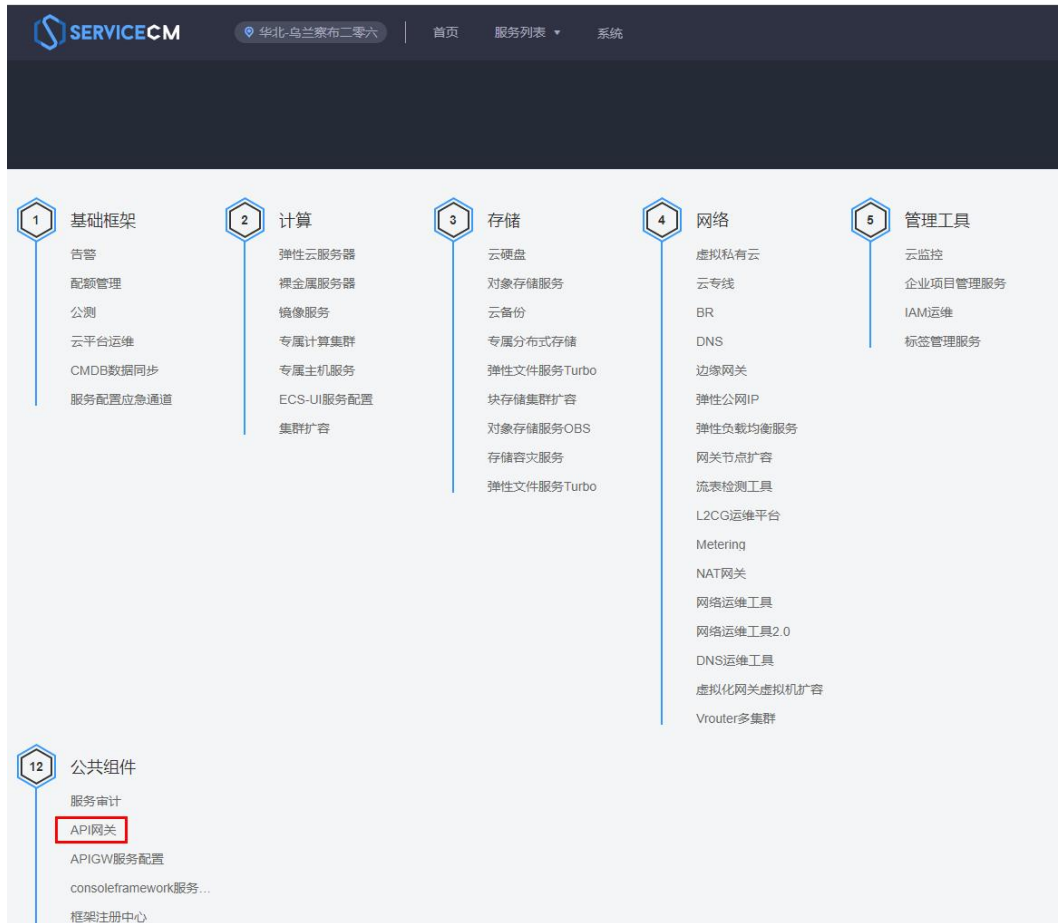 SERVICECM
华北-乌兰察布二零六
首页
服务列表
系统
1
基础框架
告警
配额管理
公测
云平台运维
CMDB数据同步
服务配置应急通道
2
计算
弹性云服务器
裸金属服务器
镜像服务
专属计算集群
专属主机服务
ECS-UI服务配置
集群扩容
3
存储
云硬盘
对象存储服务
云备份
专属分布式存储
弹性文件服务Turbo
块存储集群扩容
对象存储服务OBS
存储容灾服务
弹性文件服务Turbo
4
网络
虚拟私有云
云专线
BR
DNS
边缘网关
弹性公网IP
弹性负载均衡服务
网关节点扩容
流表检测工具
L2CG运维平台
Metering
NAT网关
网络运维工具
网络运维工具2.0
DNS运维工具
虚拟化网关虚拟机扩容
Vrouter多集群
5
管理工具
云监控
企业项目管理服务
IAM运维
标签管理服务
12
公共组件
服务审计
API网关
APIGW服务配置
consoleframework服务...
框架注册中心